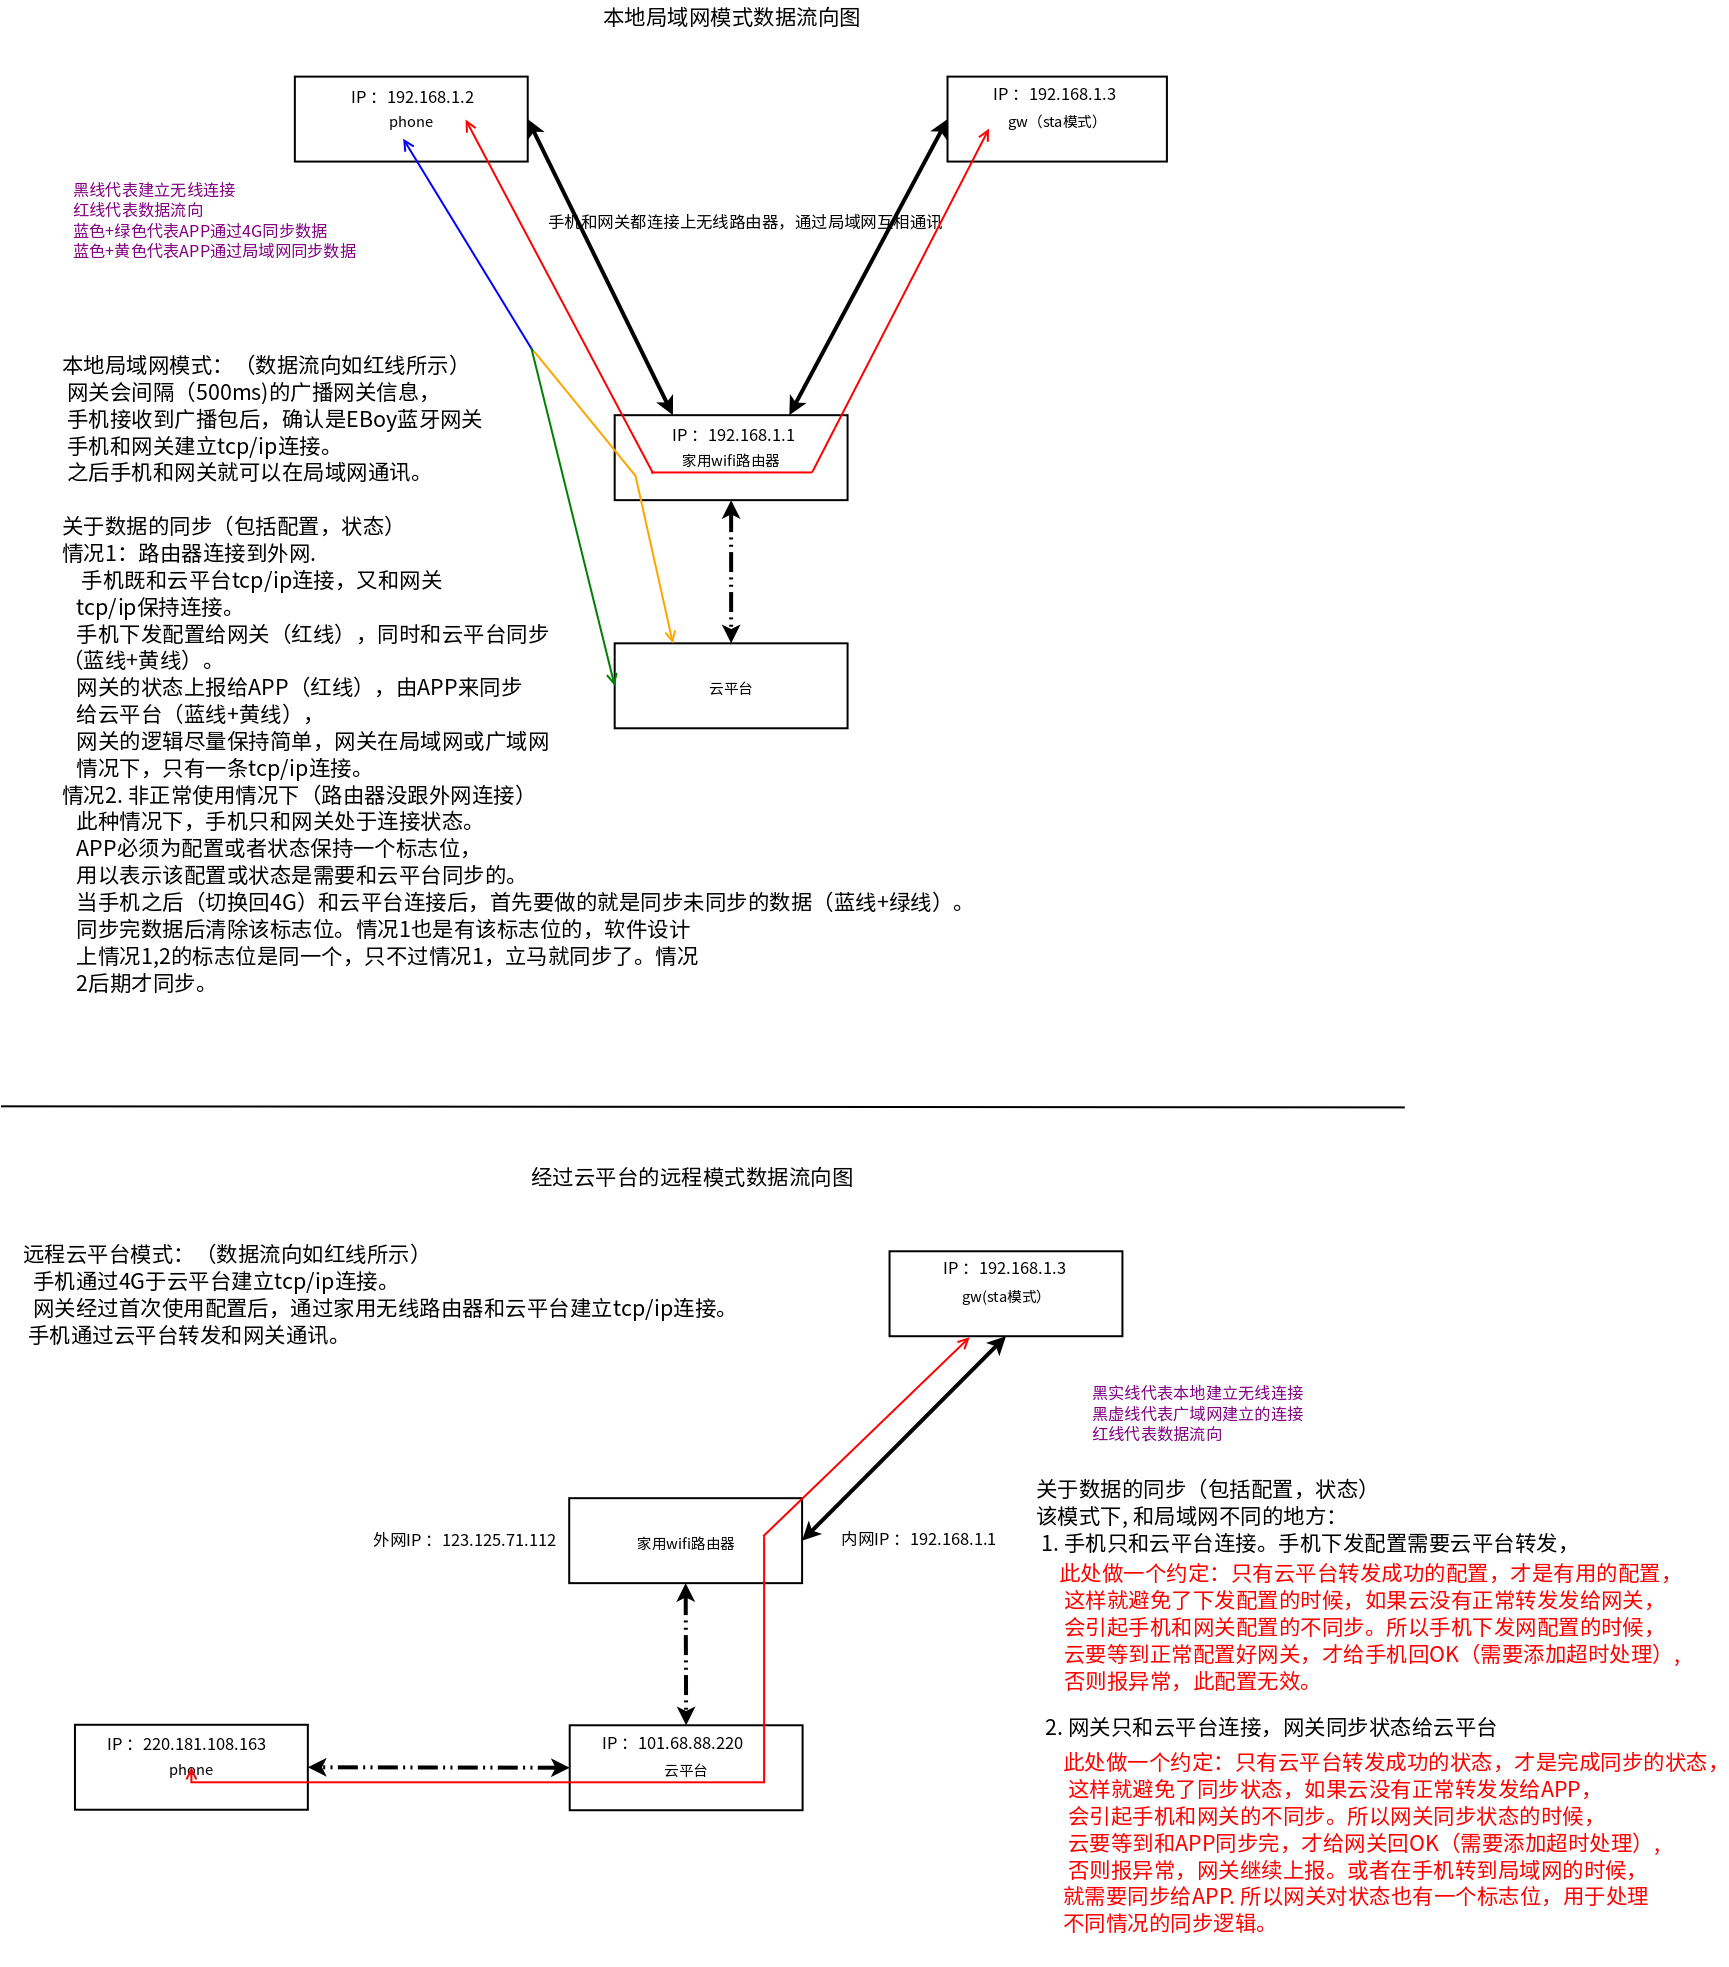 本地局域网模式数据流向图
IP： 192.168.1.2
phone
IP： 192.168.1.3
gw（sta模式）
黑线代表建立无线连接
红线代表数据流向
蓝色+绿色代表APP通过4G同步数据
蓝色+黄色代表APP通过局域网同步数据
手机和网关都连接上无线路由器，通过局域网互相通讯
本地局域网模式：（数据流向如红线所示）
网关会间隔（500ms)的广播网关信息，
手机接收到广播包后，确认是EBoy蓝牙网关
手机和网关建立tcp/ip连接。
之后手机和网关就可以在局域网通讯。
IP： 192.168.1.1
家用wifi路由器
云平台
关于数据的同步（包括配置，状态）
情况1：路由器连接到外网.
手机既和云平台tcp/ip连接，又和网关
tcp/ip保持连接。
手机下发配置给网关（红线），同时和云平台同步
（蓝线+黄线）。
网关的状态上报给APP（红线），由APP来同步
给云平台（蓝线+黄线），
网关的逻辑尽量保持简单，网关在局域网或广域网
情况下，只有一条tcp/ip连接。
情况2. 非正常使用情况下（路由器没跟外网连接）
此种情况下，手机只和网关处于连接状态。
APP必须为配置或者状态保持一个标志位，
用以表示该配置或状态是需要和云平台同步的。
当手机之后（切换回4G）和云平台连接后，首先要做的就是同步未同步的数据（蓝线+绿线）。
同步完数据后清除该标志位。情况1也是有该标志位的，软件设计
上情况1,2的标志位是同一个，只不过情况1，立马就同步了。情况
2后期才同步。
经过云平台的远程模式数据流向图
远程云平台模式：（数据流向如红线所示）
手机通过4G于云平台建立tcp/ip连接。
网关经过首次使用配置后，通过家用无线路由器和云平台建立tcp/ip连接。
手机通过云平台转发和网关通讯。
IP： 192.168.1.3
gw(sta模式）
黑实线代表本地建立无线连接
黑虚线代表广域网建立的连接
红线代表数据流向
外网IP： 123.125.71.112
家用wifi路由器
内网IP： 192.168.1.1
IP： 220.181.108.163
phone
IP： 101.68.88.220
云平台
关于数据的同步（包括配置，状态）
该模式下, 和局域网不同的地方：
1. 手机只和云平台连接。手机下发配置需要云平台转发，
此处做一个约定：只有云平台转发成功的配置，才是有用的配置，
这样就避免了下发配置的时候，如果云没有正常转发发给网关，
会引起手机和网关配置的不同步。所以手机下发网配置的时候，
云要等到正常配置好网关，才给手机回OK（需要添加超时处理），
否则报异常，此配置无效。
2. 网关只和云平台连接，网关同步状态给云平台
此处做一个约定：只有云平台转发成功的状态，才是完成同步的状态，
这样就避免了同步状态，如果云没有正常转发发给APP，
会引起手机和网关的不同步。所以网关同步状态的时候，
云要等到和APP同步完，才给网关回OK（需要添加超时处理），
否则报异常，网关继续上报。或者在手机转到局域网的时候，
就需要同步给APP. 所以网关对状态也有一个标志位，用于处理
不同情况的同步逻辑。